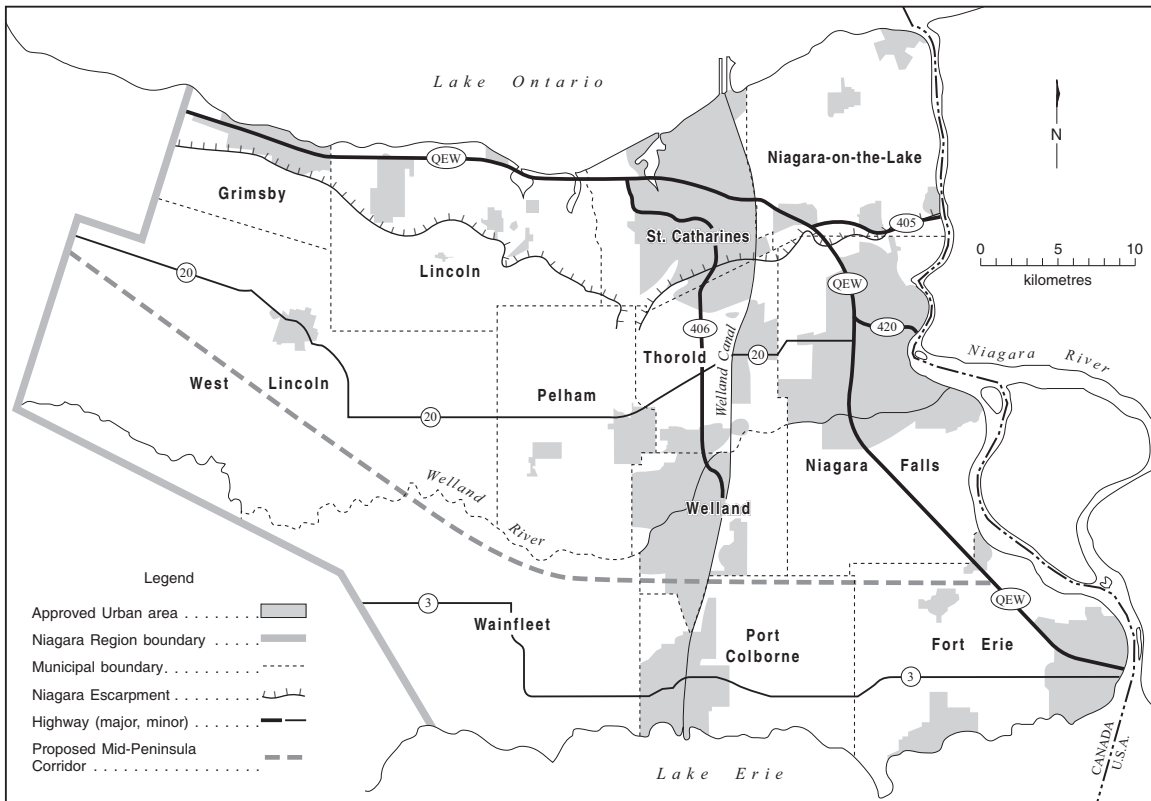 Lake Ontario
N
QEW
Niagara-on-the-Lake
Grimsby
405
St. Catharines
0 5 10
kilometres
20
Lincoln
QEW
406
420
Thorold
20
Niagara River
Welland Canal
West Lincoln
Pelham
20
Niagara Falls
Welland River
Welland
Legend
Approved Urban area . . . . . . . .
Niagara Region boundary . . . . .
Municipal boundary . . . . . . . . . .
Niagara Escarpment . . . . . . . . .
Highway (major, minor) . . . . . . .
Proposed Mid-Peninsula
Corridor . . . . . . . . . . . . . . . . .
3
Wainfleet
QEW
Port
Colborne
Fort Erie
3
Lake Erie
CANADA
U.S.A.